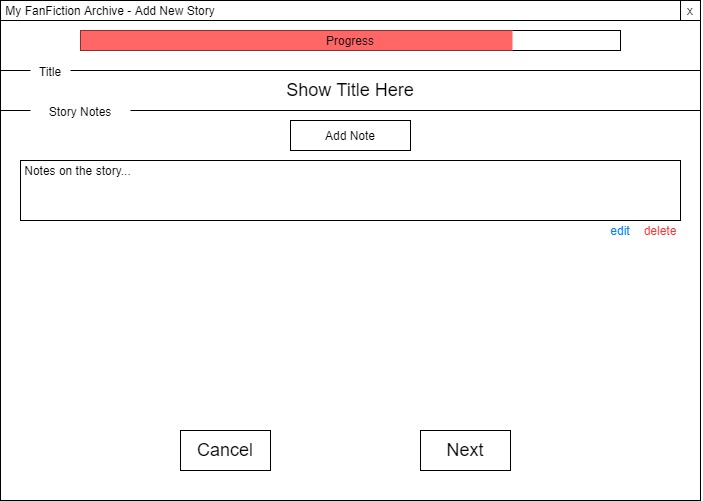 My FanFiction Archive - Add New Story x
Progress
Title
Show Title Here
Story Notes
Add Note
Notes on the story...
edit delete
Cancel Next